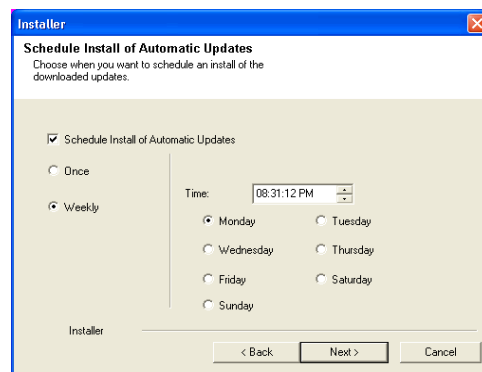 Installer
Schedule Install of Automatic Updates
Choose when you want to schedule an install of the
downloaded updates.
Schedule Install of Automatic Updates
Once
Weekly
Time: 08:31:12 PM
Monday Tuesday
Wednesday Thursday
Friday Saturday
Sunday
Installer
< Back Next > Cancel